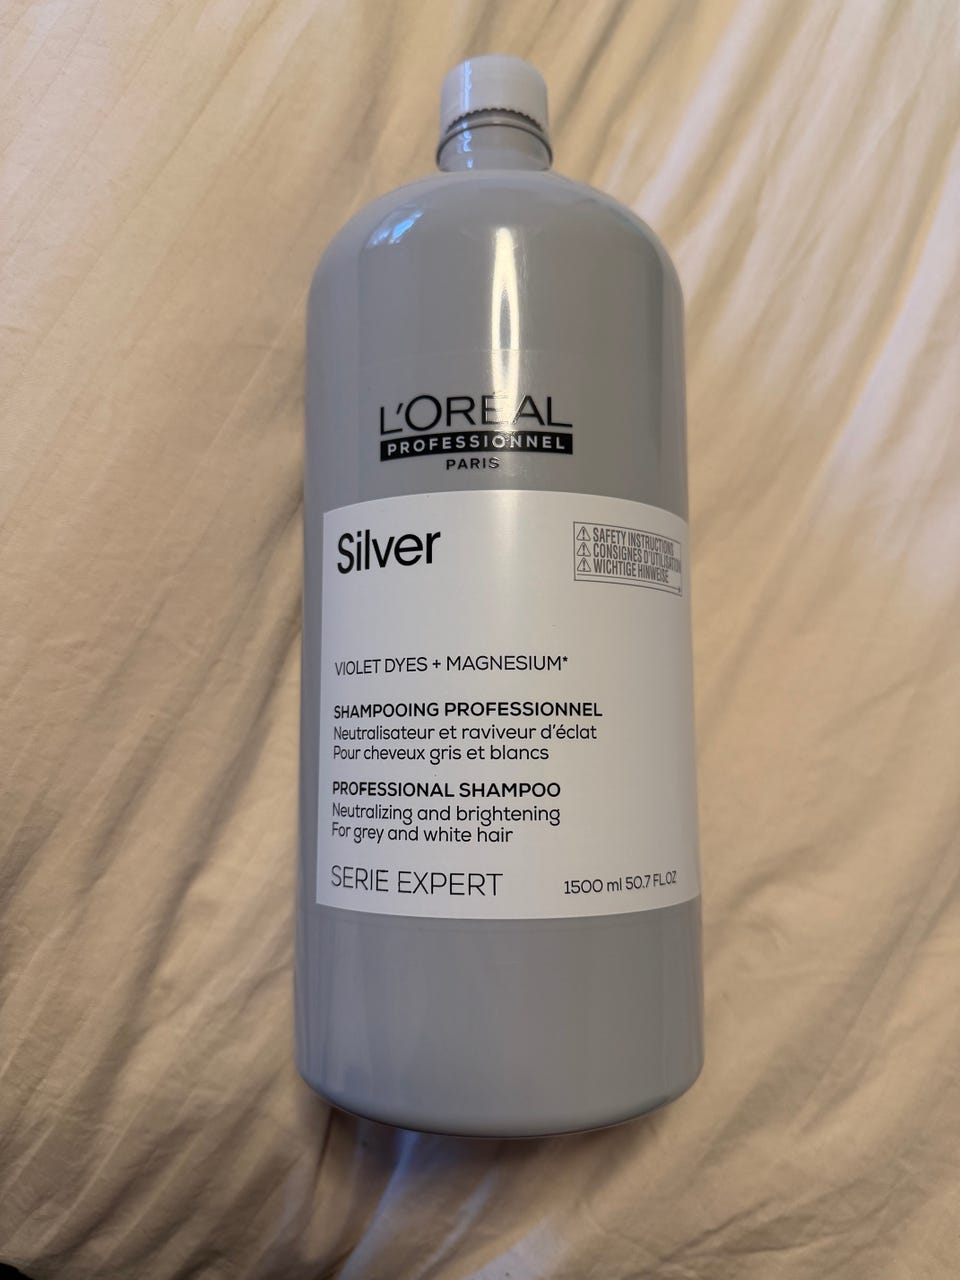 L'ORÉAL
PROFESSIONNEL
PARIS
Silver
SAFETY INSTRUCTIONS
CONSIGNES D'UTILISATION
WICHTIGE HINWEISE
VIOLET DYES + MAGNESIUM*
SHAMPOOING PROFESSIONNEL
Neutralisateur et raviveur d'éclat
Pour cheveux gris et blancs
PROFESSIONAL SHAMPOO
Neutralizing and brightening
For grey and white hair
SERIE EXPERT
1500 ml 50.7 FL.OZ